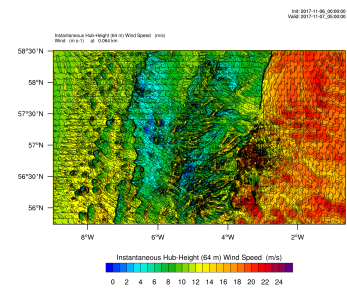 Init: 2017-11-06_00:00:00
Valid: 2017-11-07_05:00:00
Instantaneous Hub-Height (64 m) Wind Speed (m/s)
Wind (m s-1) at 0.064 km
58°30'N
58°N
57°30'N
57°N
56°30'N
56°N
8°W 6°W 4°W 2°W
Instantaneous Hub-Height (64 m) Wind Speed (m/s)
0 2 4 6 8 10 12 14 16 18 20 22 24